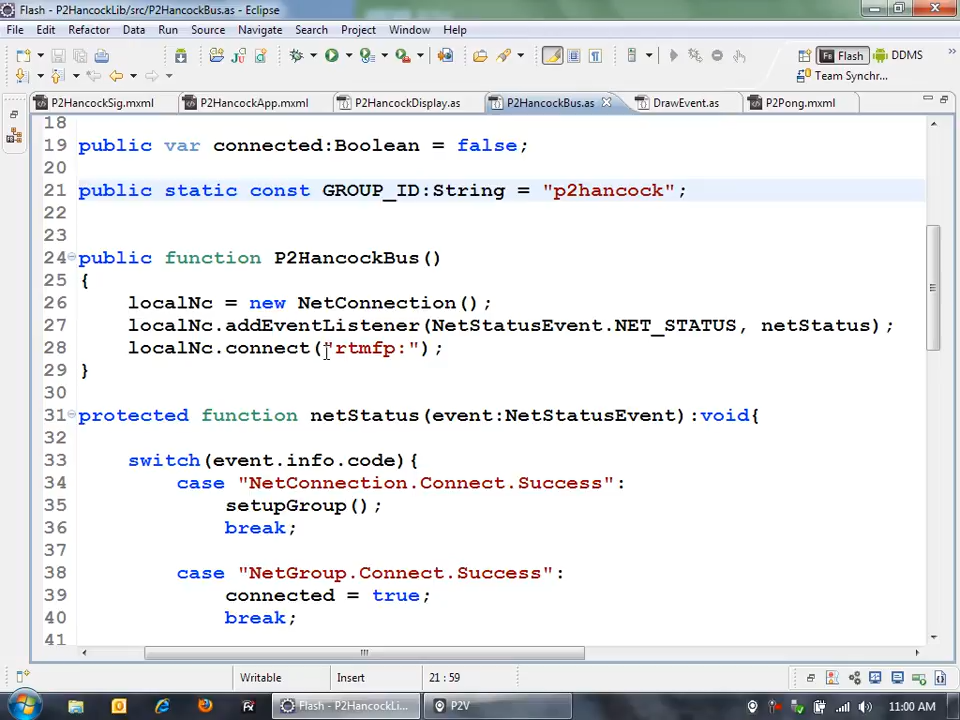 Flash - P2HancockLib/src/P2HancockBus.as - Eclipse
File Edit Refactor Data Run Source Navigate Search Project Window Help
Flash DDMS »
Team Synchr...
P2HancockSig.mxml P2HancockApp.mxml P2HancockDisplay.as P2HancockBus.as DrawEvent.as P2Pong.mxml
18
19 public var connected:Boolean = false;
20
21 public static const GROUP_ID:String = "p2hancock";
22
23
24 public function P2HancockBus()
25 {
26 localNc = new NetConnection();
27 localNc.addEventListener(NetStatusEvent.NET_STATUS, netStatus);
28 localNc.connect("rtmfp:");
29 }
30
31 protected function netStatus(event:NetStatusEvent):void{
32
33 switch(event.info.code){
34 case "NetConnection.Connect.Success":
35 setupGroup();
36 break;
37
38 case "NetGroup.Connect.Success":
39 connected = true;
40 break;
41
Writable Insert 21 : 59
Flash - P2HancockLi... P2V 11:00 AM